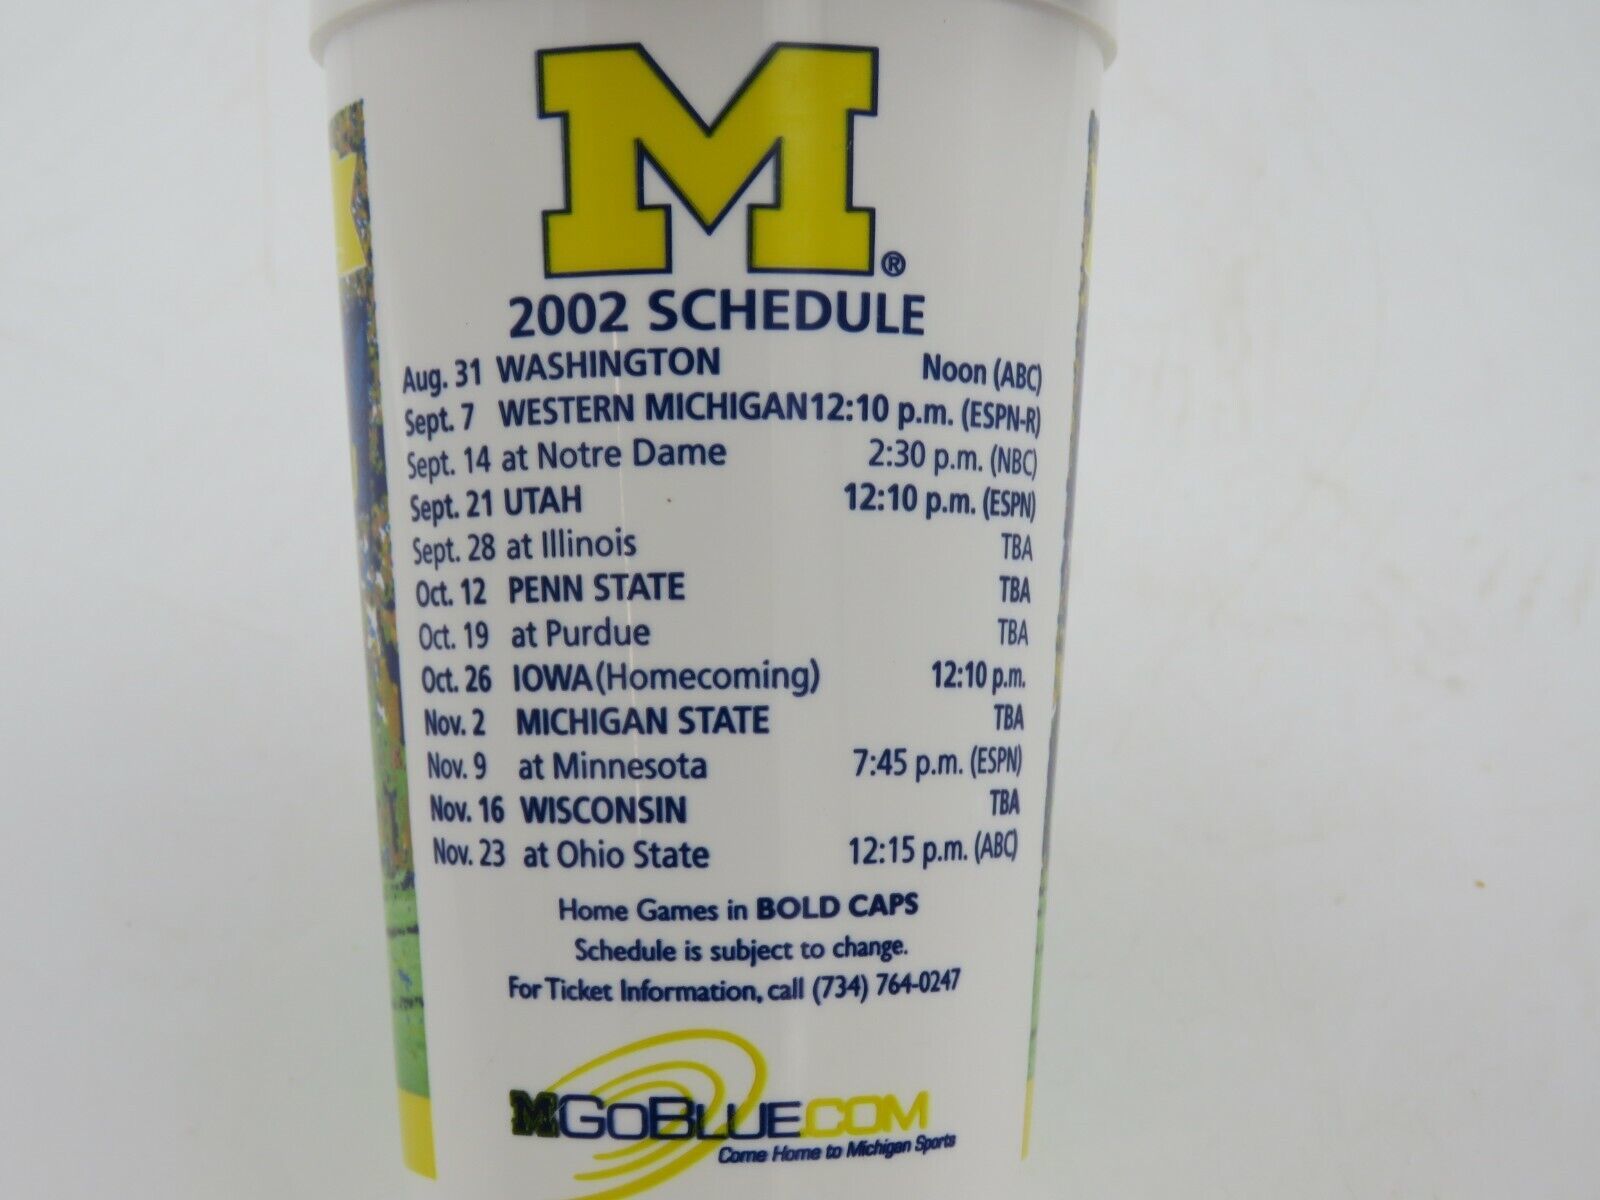 M®
2002 SCHEDULE
Aug. 31 WASHINGTON Noon (ABC)
Sept. 7 WESTERN MICHIGAN 12:10 p.m. (ESPN-R)
Sept. 14 at Notre Dame 2:30 p.m. (NBC)
Sept. 21 UTAH 12:10 p.m. (ESPN)
Sept. 28 at Illinois TBA
Oct. 12 PENN STATE TBA
Oct. 19 at Purdue TBA
Oct. 26 IOWA (Homecoming) 12:10 p.m.
Nov. 2 MICHIGAN STATE TBA
Nov. 9 at Minnesota 7:45 p.m. (ESPN)
Nov. 16 WISCONSIN TBA
Nov. 23 at Ohio State 12:15 p.m. (ABC)
Home Games in BOLD CAPS
Schedule is subject to change.
For Ticket Information, call (734) 764-0247
MGOBLUE.COM
Come Home to Michigan Sports